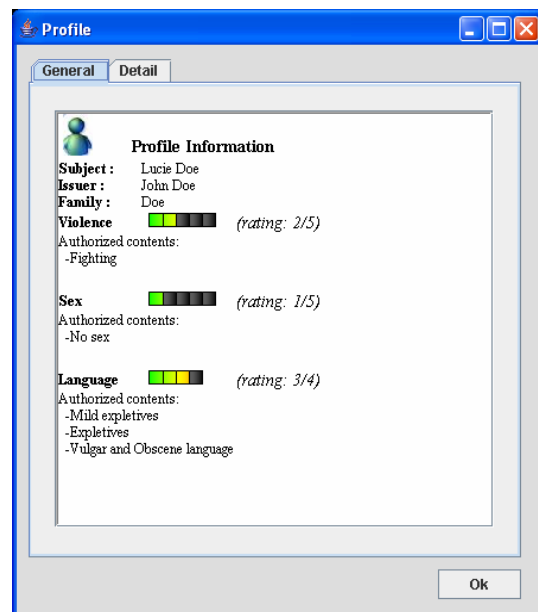 Profile
General Detail
Profile Information
Subject : Lucie Doe
Issuer : John Doe
Family : Doe
Violence (rating: 2/5)
Authorized contents:
-Fighting
Sex (rating: 1/5)
Authorized contents:
-No sex
Language (rating: 3/4)
Authorized contents:
-Mild expletives
-Expletives
-Vulgar and Obscene language
Ok